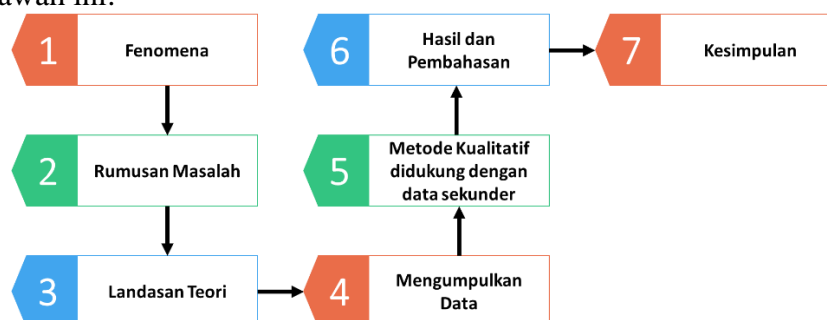 awah ini:
1
Fenomena
2
Rumusan Masalah
3
Landasan Teori
4
Mengumpulkan
Data
5
Metode Kualitatif
didukung dengan
data sekunder
6
Hasil dan
Pembahasan
7
Kesimpulan